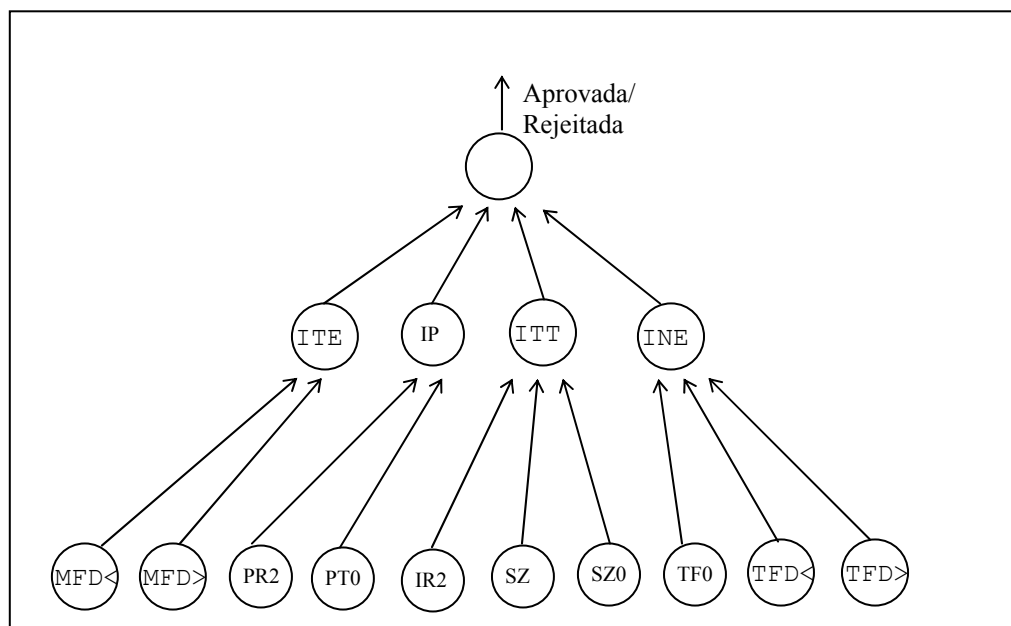 Aprovada/
Rejeitada
ITE IP ITT INE
MFD< MFD> PR2 PT0 IR2 SZ SZ0 TF0 TFD< TFD>